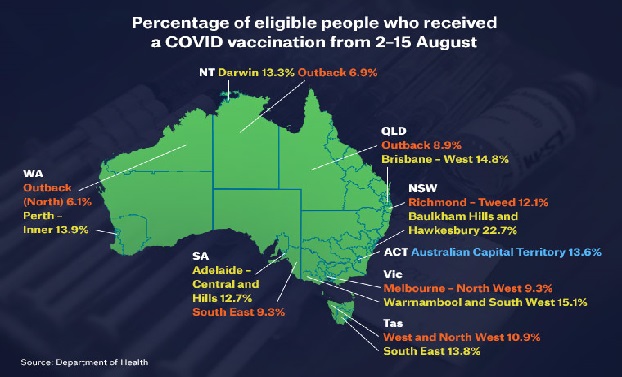 Percentage of eligible people who received
a COVID vaccination from 2–15 August
NT Darwin 13.3% Outback 6.9%
QLD
Outback 8.9%
Brisbane – West 14.8%
WA
Outback
(North) 6.1%
Perth –
Inner 13.9%
NSW
Richmond – Tweed 12.1%
Baulkham Hills and
Hawkesbury 22.7%
ACT Australian Capital Territory 13.6%
SA
Adelaide –
Central and
Hills 12.7%
South East 9.3%
Vic
Melbourne – North West 9.3%
Warrnambool and South West 15.1%
Tas
West and North West 10.9%
South East 13.8%
Source: Department of Health